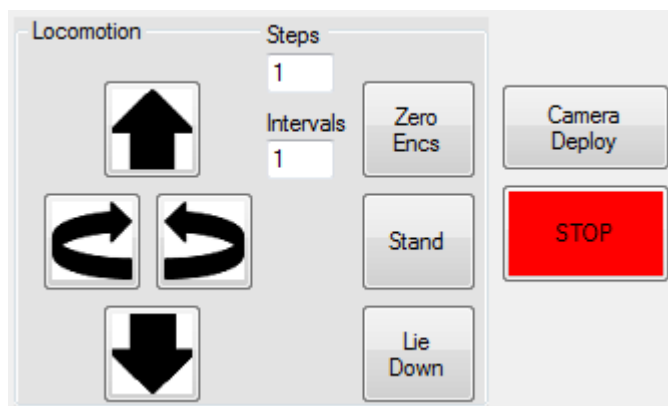 Locomotion
Steps
1
Intervals
1
Zero
Encs
Camera
Deploy
Stand
STOP
Lie
Down